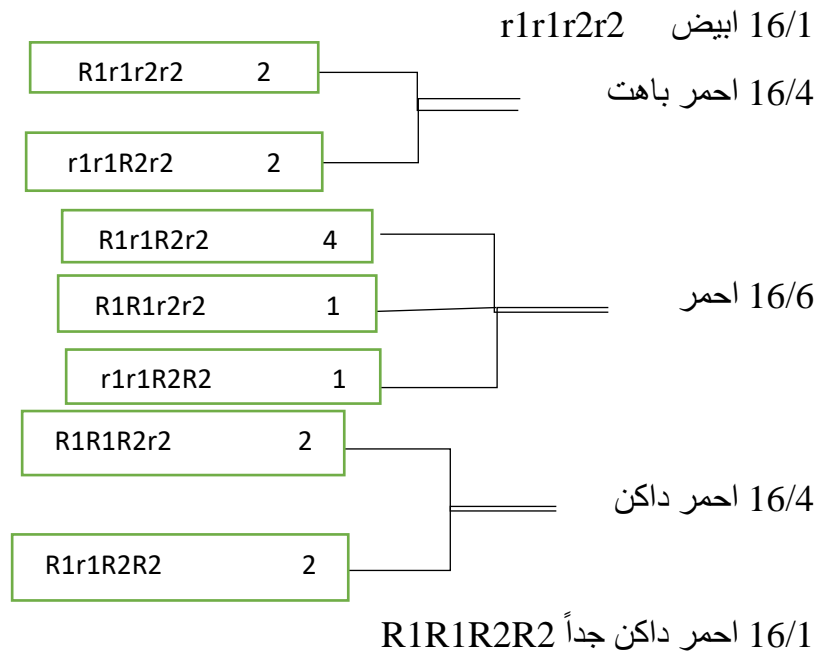 16/1 ابيض r1r1r2r2
R1r1r2r2 2
16/4 احمر باهت
r1r1R2r2 2
R1r1R2r2 4
R1R1r2r2 1
16/6 احمر
r1r1R2R2 1
R1R1R2r2 2
16/4 احمر داكن
R1r1R2R2 2
16/1 احمر داكن جداً R1R1R2R2